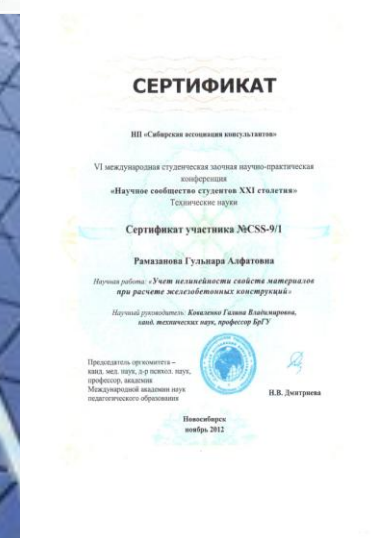 СЕРТИФИКАТ
НП «Сибирская ассоциация консультантов»
VI международная студенческая заочная научно-практическая
конференция
«Научное сообщество студентов XXI столетия»
Технические науки
Сертификат участника №CSS-9/1
Рамазанова Гульнара Алфатовна
Научная работа: «Учет нелинейности свойств материалов
при расчете железобетонных конструкций»
Научный руководитель: Коваленко Галина Владимировна,
канд. технических наук, профессор БрГУ
Председатель оргкомитета –
канд. мед. наук, д-р психол. наук,
профессор, академик
Международной академии наук
педагогического образования
Н.В. Дмитриева
Новосибирск
ноябрь 2012